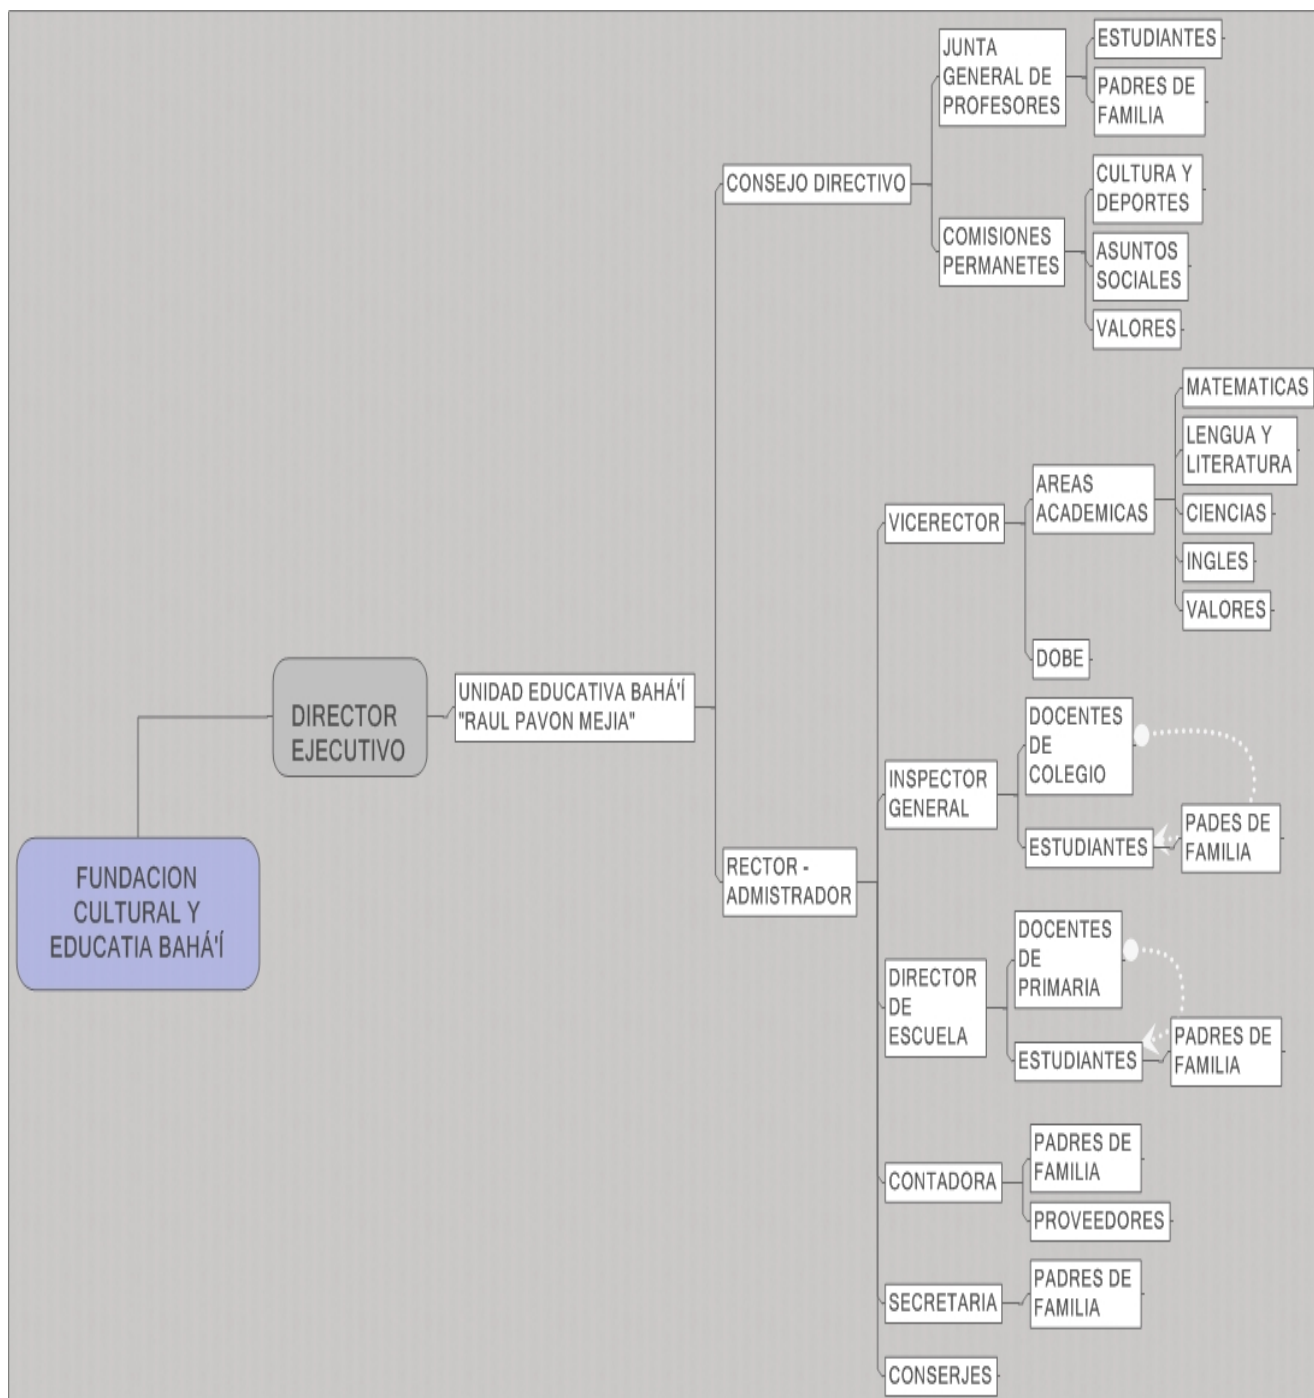 FUNDACION
CULTURAL Y
EDUCATIA BAHÁ'Í
DIRECTOR
EJECUTIVO
UNIDAD EDUCATIVA BAHÁ'Í
"RAUL PAVON MEJIA"
CONSEJO DIRECTIVO
JUNTA
GENERAL DE
PROFESORES
ESTUDIANTES
PADRES DE
FAMILIA
COMISIONES
PERMANETES
CULTURA Y
DEPORTES
ASUNTOS
SOCIALES
VALORES
RECTOR -
ADMISTRADOR
VICERECTOR
AREAS
ACADEMICAS
MATEMATICAS
LENGUA Y
LITERATURA
CIENCIAS
INGLES
VALORES
DOBE
INSPECTOR
GENERAL
DOCENTES
DE
COLEGIO
ESTUDIANTES
PADES DE
FAMILIA
DIRECTOR
DE
ESCUELA
DOCENTES
DE
PRIMARIA
ESTUDIANTES
PADRES DE
FAMILIA
CONTADORA
PADRES DE
FAMILIA
PROVEEDORES
SECRETARIA
PADRES DE
FAMILIA
CONSERJES